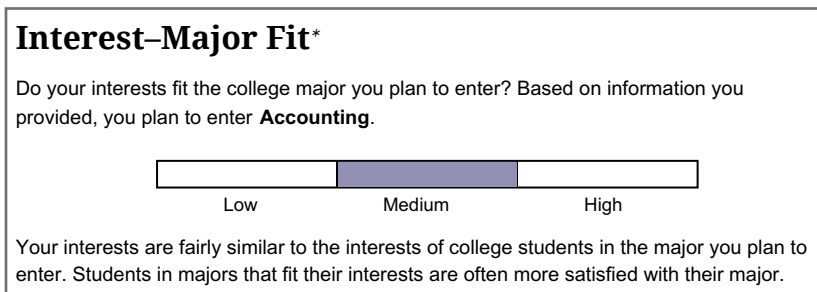 Interest–Major Fit*
Do your interests fit the college major you plan to enter? Based on information you
provided, you plan to enter Accounting.
Low Medium High
Your interests are fairly similar to the interests of college students in the major you plan to
enter. Students in majors that fit their interests are often more satisfied with their major.